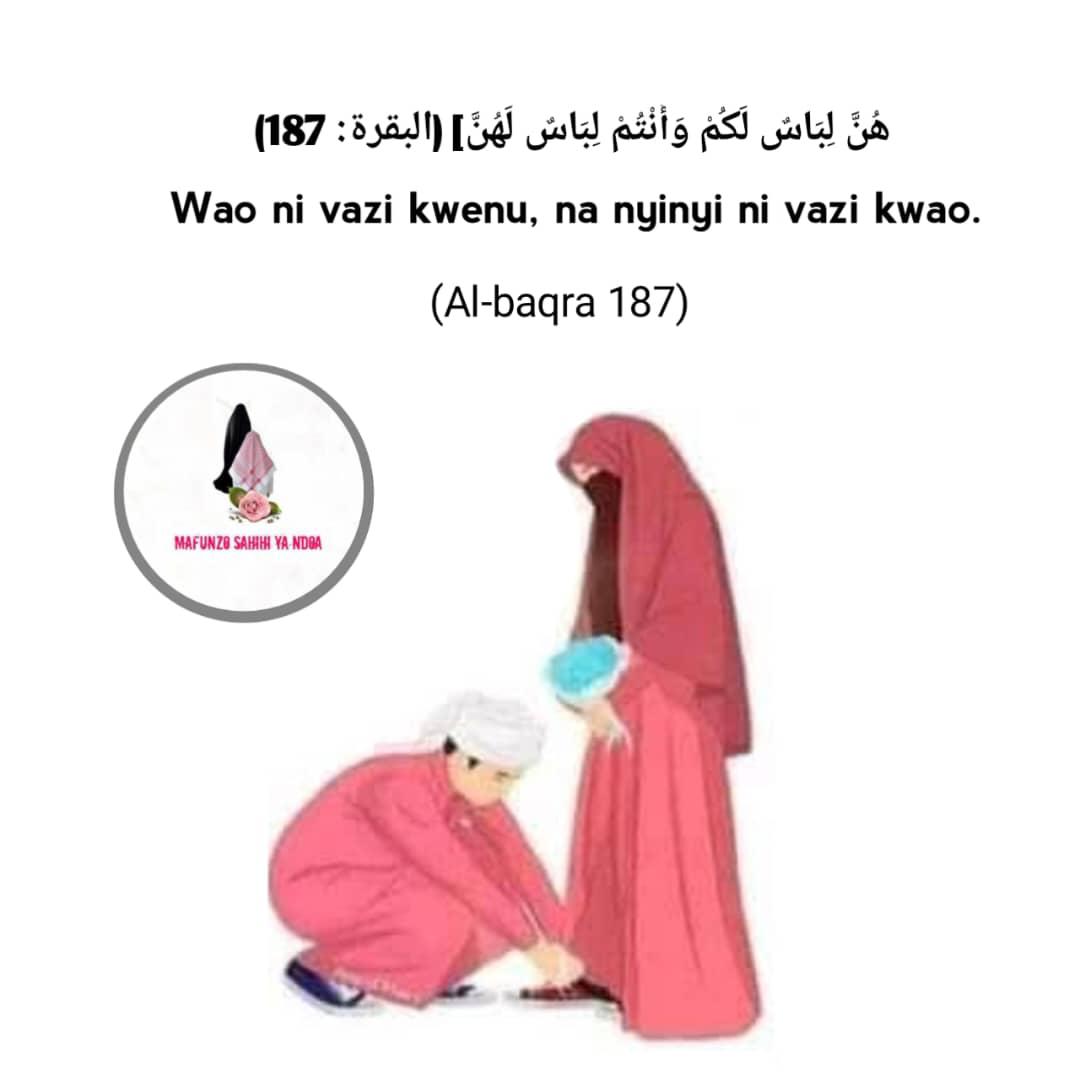 هُنَّ لِبَاسٌ لَكُمْ وَأَنْتُمْ لِبَاسٌ لَهُنَّ] (البقرة: 187)
Wao ni vazi kwenu, na nyinyi ni vazi kwao.
(Al-baqra 187)
MAFUNZO SAHIHI YA NDOA